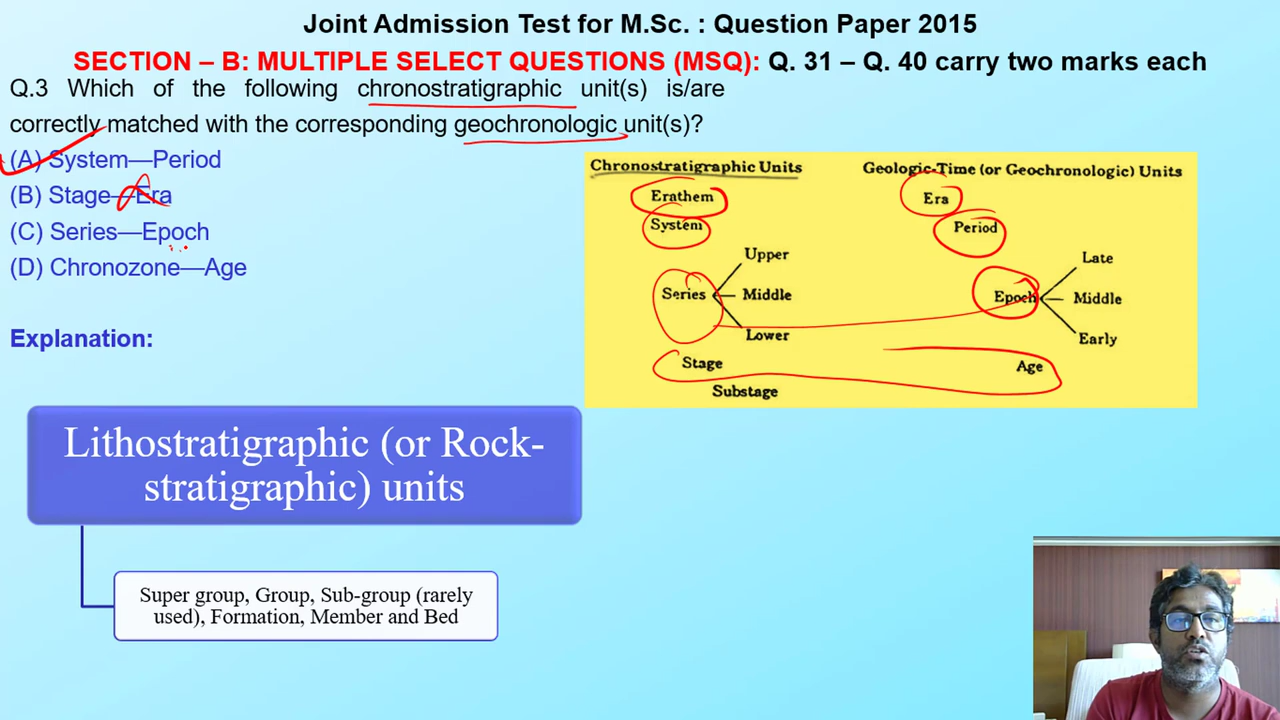 Joint Admission Test for M.Sc. : Question Paper 2015
SECTION – B: MULTIPLE SELECT QUESTIONS (MSQ): Q. 31 – Q. 40 carry two marks each
Q.3 Which of the following chronostratigraphic unit(s) is/are
correctly matched with the corresponding geochronologic unit(s)?
(A) System—Period
(B) Stage—Era
(C) Series—Epoch
(D) Chronozone—Age
Chronostratigraphic Units Geologic-Time (or Geochronologic) Units
Erathem Era
System Period
Upper Late
Series Middle Epoch Middle
Lower Early
Stage Age
Substage
Explanation:
Lithostratigraphic (or Rock-
stratigraphic) units
Super group, Group, Sub-group (rarely
used), Formation, Member and Bed